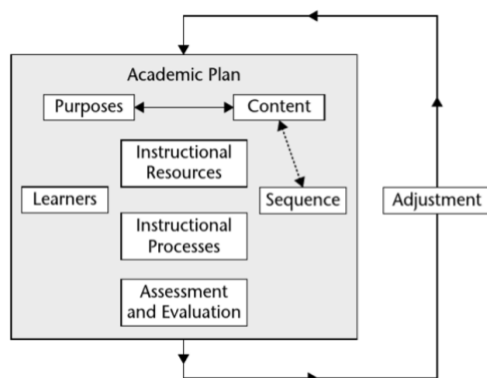 Academic Plan
Purposes
Content
Instructional
Resources
Learners
Sequence
Adjustment
Instructional
Processes
Assessment
and Evaluation